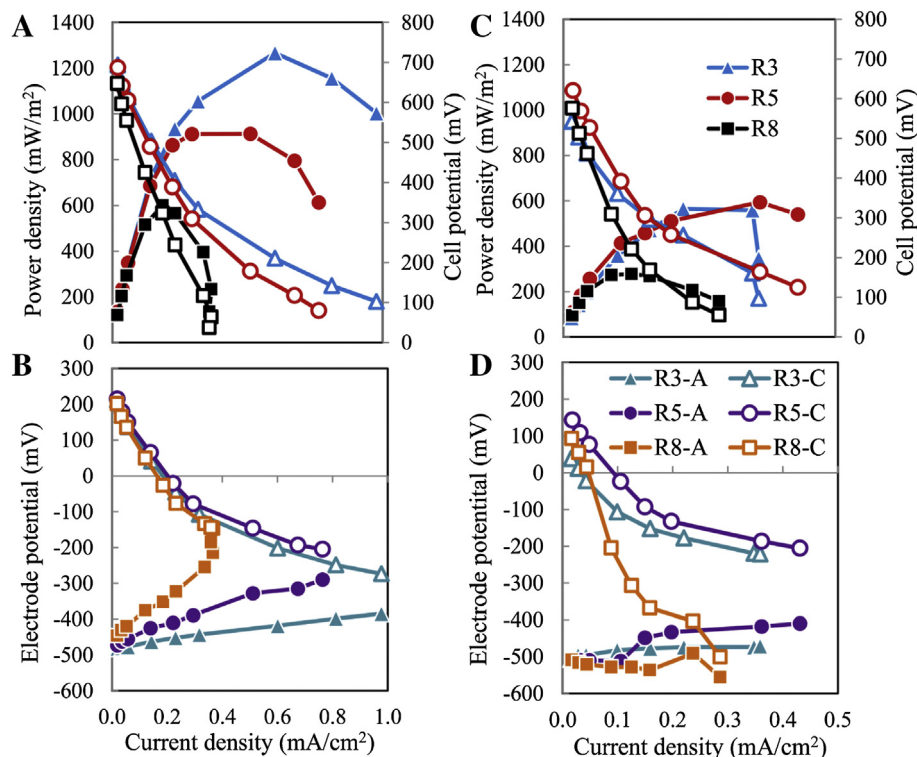 A
1400
1200
1000
800
600
400
200
0
Power density (mW/m²)
800
700
600
500
400
300
200
100
0
Cell potential (mV)
C
1400
1200
1000
800
600
400
200
0
Power density (mW/m²)
R3
R5
R8
800
700
600
500
400
300
200
100
0
Cell potential (mV)
B
300
200
100
0
-100
-200
-300
-400
-500
-600
Electrode potential (mV)
0.0 0.2 0.4 0.6 0.8 1.0
Current density (mA/cm²)
D
300
200
100
0
-100
-200
-300
-400
-500
-600
Electrode potentital (mV)
R3-A R3-C
R5-A R5-C
R8-A R8-C
0.0 0.1 0.2 0.3 0.4 0.5
Current density (mA/cm²)